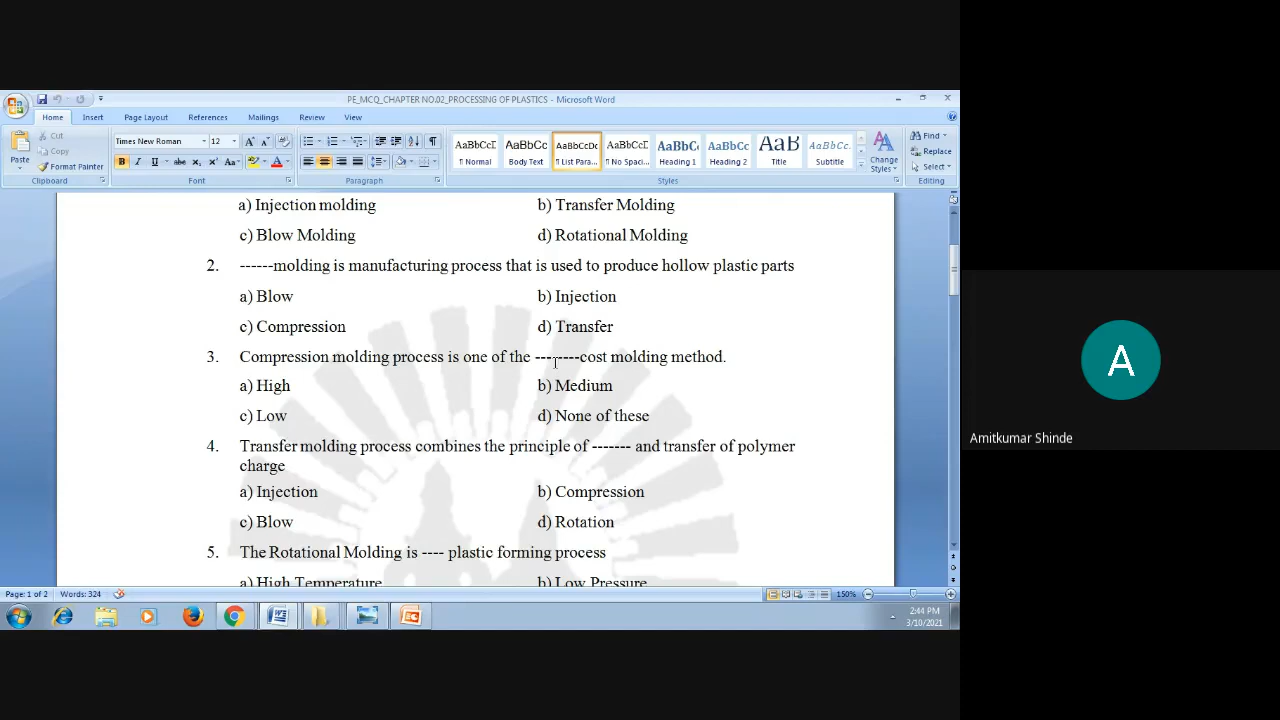 PE_MCQ_CHAPTER NO.02_PROCESSING OF PLASTICS - Microsoft Word
Home Insert Page Layout References Mailings Review View
Cut
Copy
Format Painter
Paste
Clipboard
Times New Roman 12
Font
Paragraph
AaBbCcI AaBbCc AaBbCcDc AaBbCcI AaBbC AaBbCc AaB AaBbCc.
¶ Normal Body Text ¶ List Para... ¶ No Spaci... Heading 1 Heading 2 Title Subtitle
Styles
Change Styles
Find
Replace
Select
Editing
a) Injection molding b) Transfer Molding
c) Blow Molding d) Rotational Molding
2. ------molding is manufacturing process that is used to produce hollow plastic parts
a) Blow b) Injection
c) Compression d) Transfer
3. Compression molding process is one of the --------cost molding method.
a) High b) Medium
c) Low d) None of these
4. Transfer molding process combines the principle of ------- and transfer of polymer
charge
a) Injection b) Compression
c) Blow d) Rotation
5. The Rotational Molding is ---- plastic forming process
a) High Temperature b) Low Pressure
Page: 1 of 2 Words: 324 150%
2:44 PM
3/10/2021
A
Amitkumar Shinde